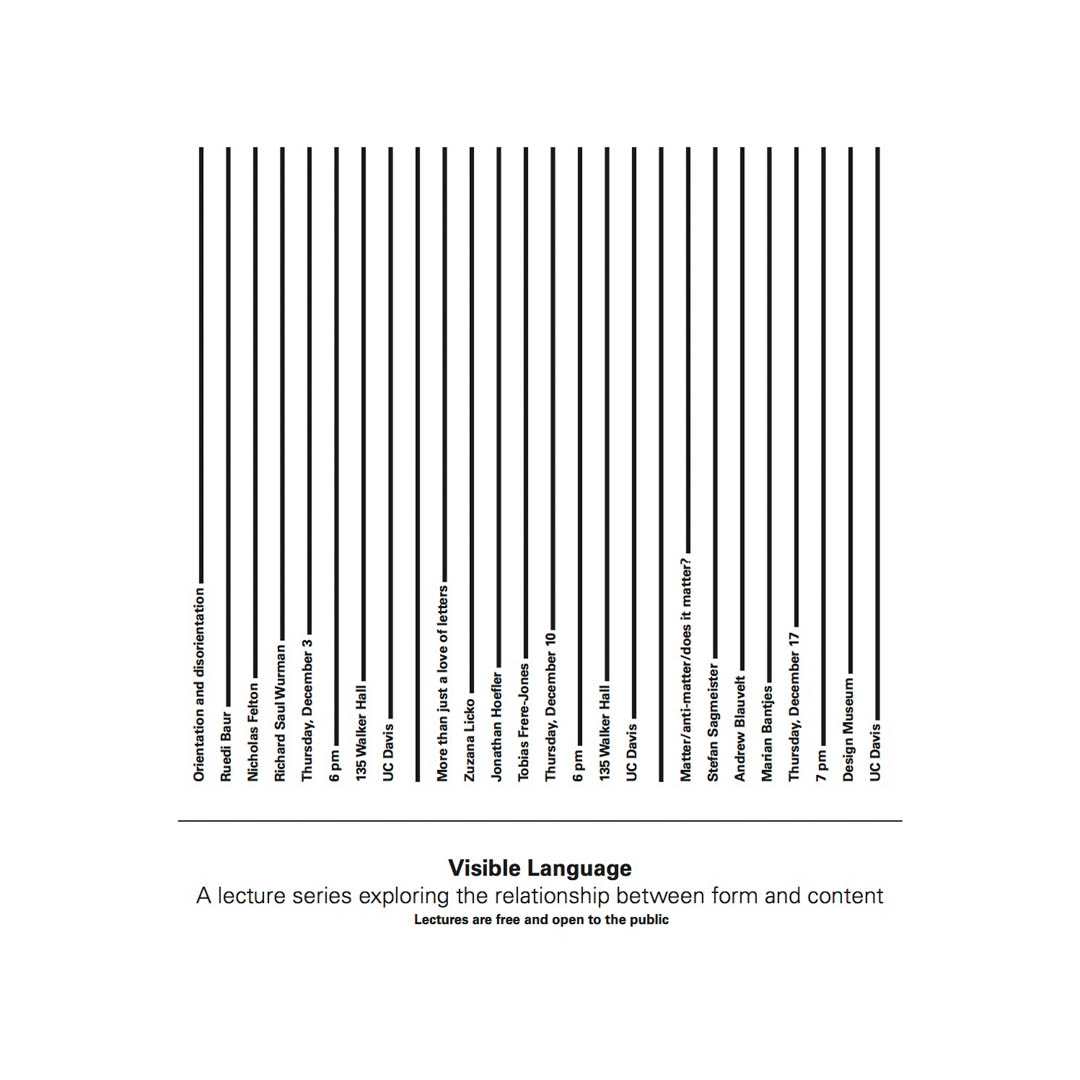 Orientation and disorientation
Ruedi Baur
Nicholas Felton
Richard Saul Wurman
Thursday, December 3
6 pm
135 Walker Hall
UC Davis
More than just a love of letters
Zuzana Licko
Jonathan Hoefler
Tobias Frere-Jones
Thursday, December 10
6 pm
135 Walker Hall
UC Davis
Matter/anti-matter/does it matter?
Stefan Sagmeister
Andrew Blauvelt
Marian Bantjes
Thursday, December 17
7 pm
Design Museum
UC Davis
Visible Language
A lecture series exploring the relationship between form and content
Lectures are free and open to the public